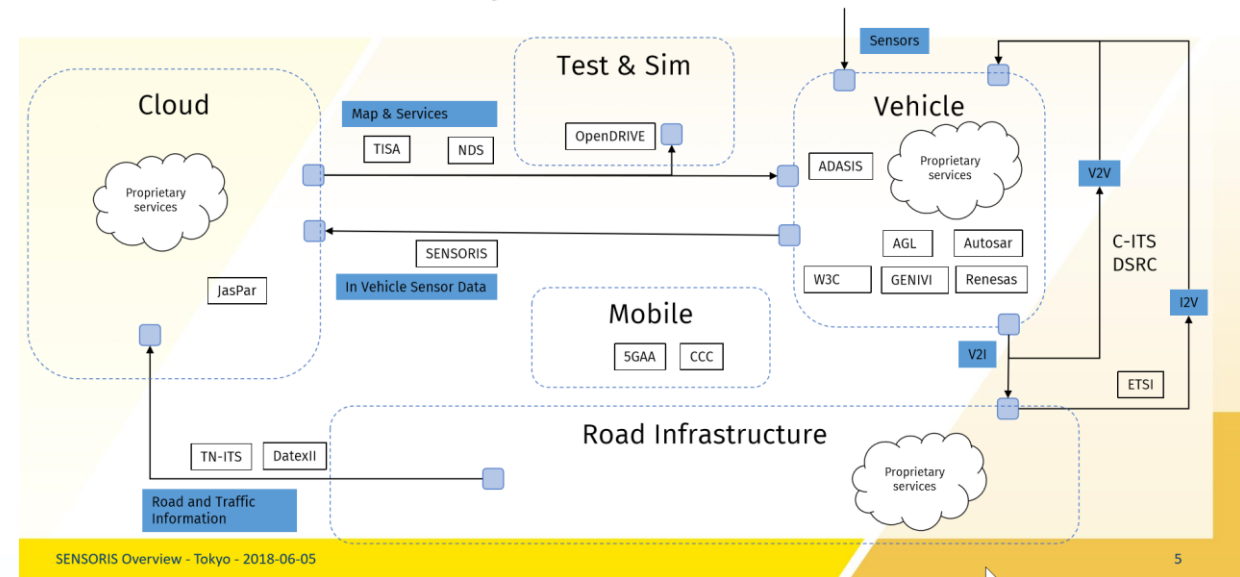 Sensors
Test & Sim
Cloud
Vehicle
Map & Services
TISA
NDS
OpenDRIVE
ADASIS
Proprietary
services
Proprietary
services
V2V
AGL
Autosar
C-ITS
DSRC
SENSORIS
W3C
GENIVI
Renesas
In Vehicle Sensor Data
JasPar
I2V
Mobile
5GAA
CCC
V2I
ETSI
Road Infrastructure
TN-ITS
DatexII
Proprietary
services
Road and Traffic
Information
SENSORIS Overview - Tokyo - 2018-06-05
5